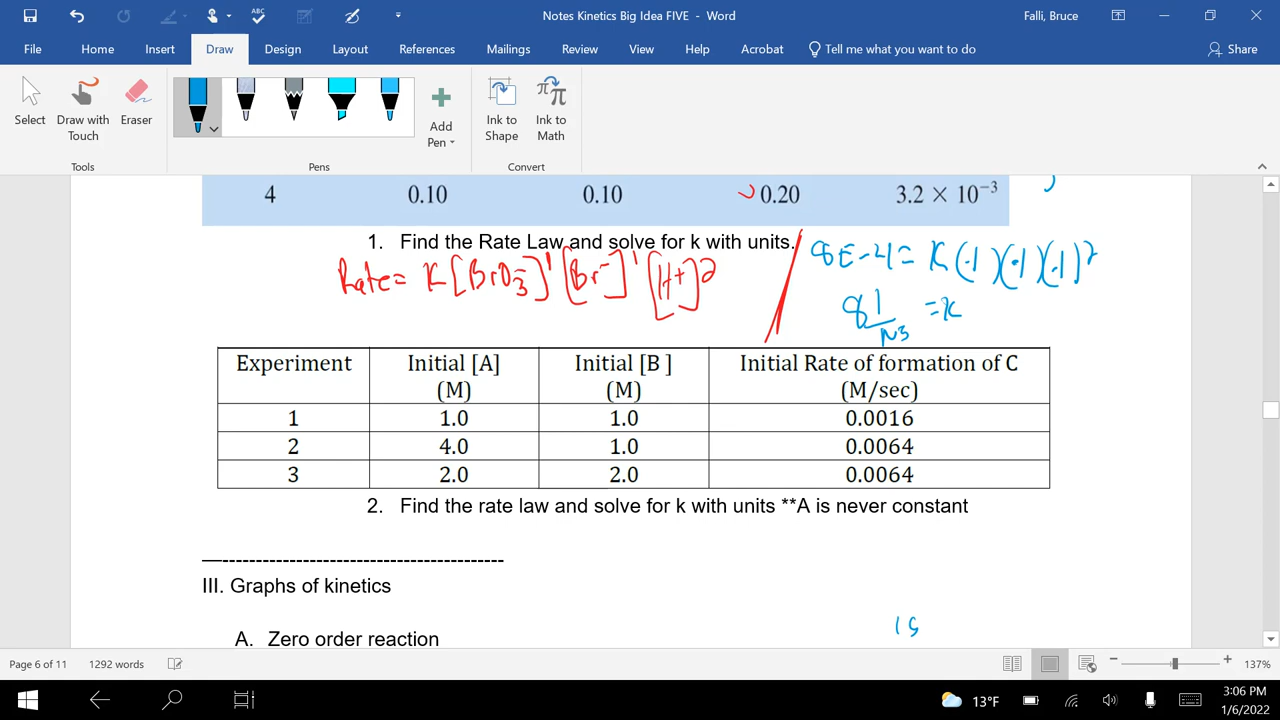 Notes Kinetics Big Idea FIVE - Word
Falli, Bruce
File Home Insert Draw Design Layout References Mailings Review View Help Acrobat Tell me what you want to do Share
Select
Draw with Touch
Eraser
Add Pen
Ink to Shape
Ink to Math
Tools Pens Convert
4 0.10 0.10 0.20 3.2 × 10⁻³
1. Find the Rate Law and solve for k with units.
Rate = K[BrO₃⁻]¹[Br⁻]¹[H+]²
8E-4 = K(.1)(.1)(.1)²
8 1/M³ = K
Experiment Initial [A] (M) Initial [B ] (M) Initial Rate of formation of C (M/sec)
1 1.0 1.0 0.0016
2 4.0 1.0 0.0064
3 2.0 2.0 0.0064
2. Find the rate law and solve for k with units **A is never constant
—-----------------------------------------
III. Graphs of kinetics
A. Zero order reaction
Page 6 of 11 1292 words 137%
13°F
3:06 PM
1/6/2022